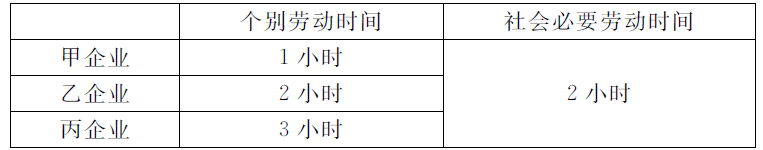 个别劳动时间 社会必要劳动时间
甲企业 1 小时
乙企业 2 小时 2 小时
丙企业 3 小时